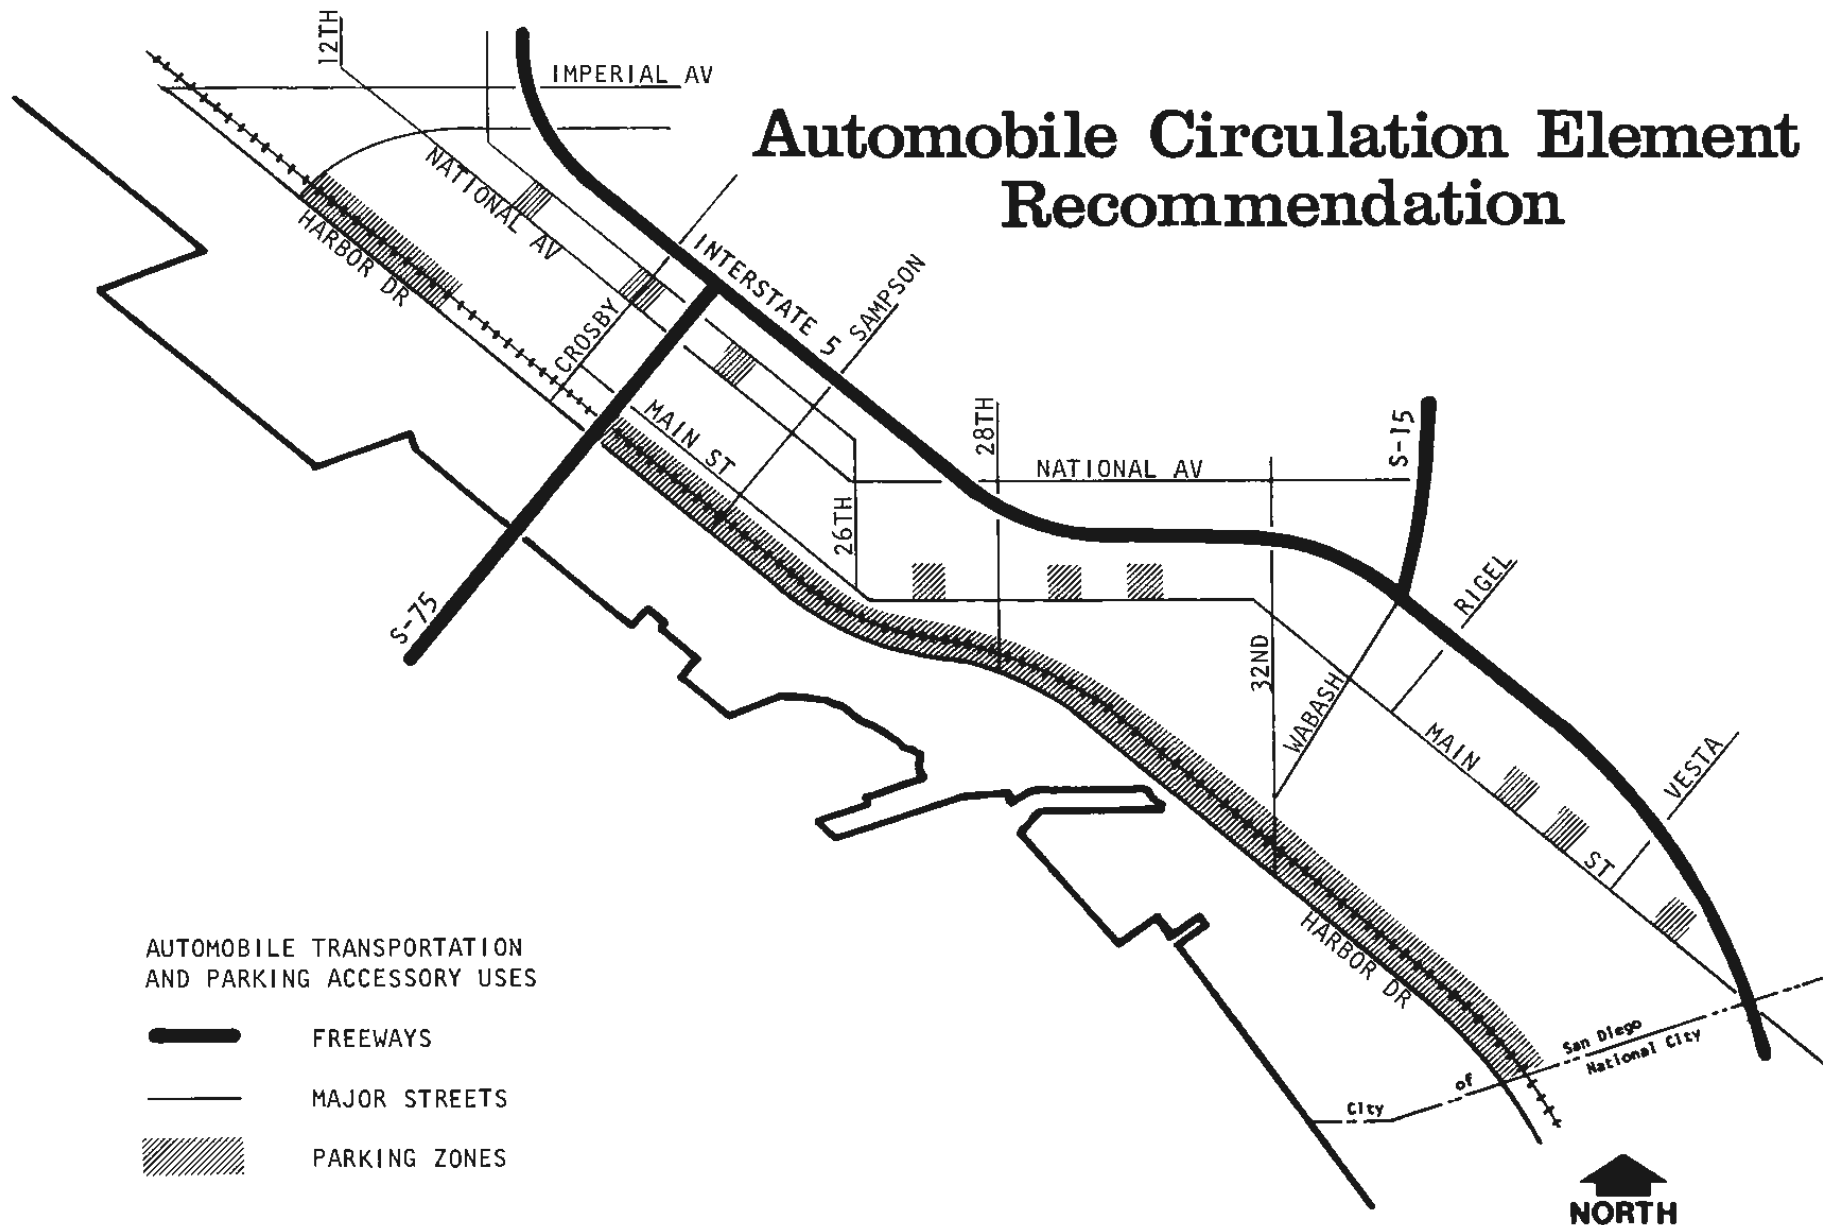 Automobile Circulation Element
Recommendation
12TH
IMPERIAL AV
NATIONAL AV
HARBOR DR
INTERSTATE 5
SAMPSON
CROSBY
MAIN ST
28TH
NATIONAL AV
S-15
26TH
RIGEL
S-75
32ND
WABASH
MAIN ST
VESTA
HARBOR DR
San Diego
City of National City
AUTOMOBILE TRANSPORTATION
AND PARKING ACCESSORY USES
FREEWAYS
MAJOR STREETS
PARKING ZONES
NORTH